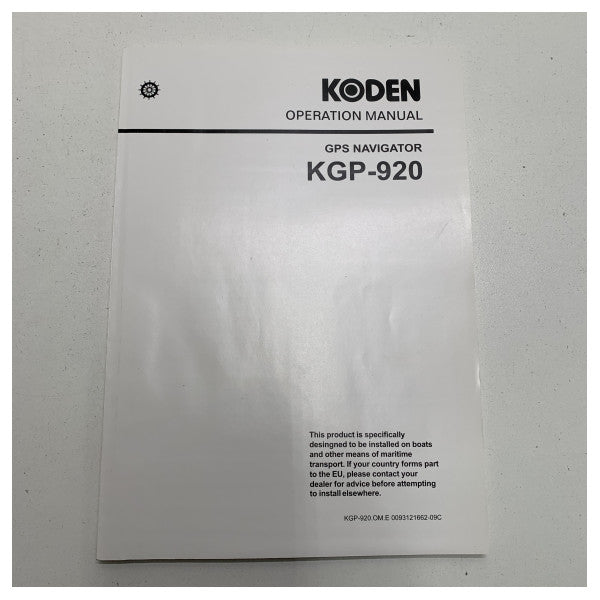 KODEN
OPERATION MANUAL
GPS NAVIGATOR
KGP-920
This product is specifically
desingned to be installed on boats
and other means of maritime
transport. If your country forms part
to the EU, please contact your
dealer for advice before attempting
to install elsewhere.
KGP-920.OM.E 0093121662-09C